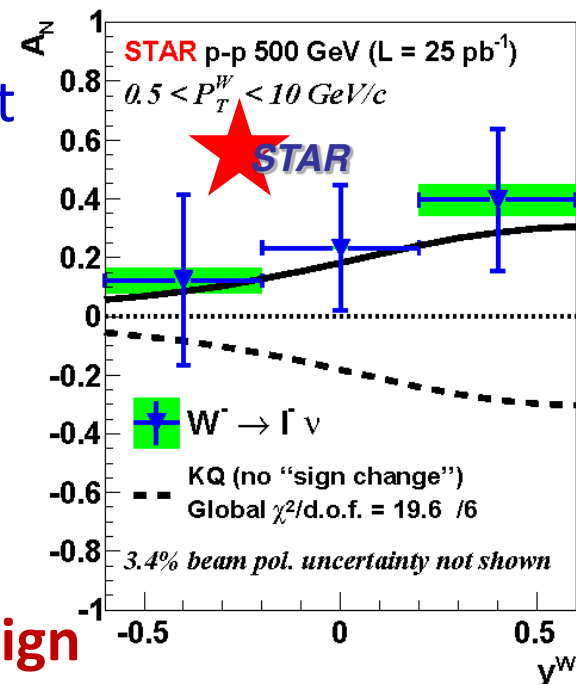 A_N
1
STAR p-p 500 GeV (L = 25 pb⁻¹)
0.8
0.5 < P_T^W < 10 GeV/c
t
0.6
STAR
0.4
0.2
0
-0.2
W⁻ → l⁻ ν
-0.4
KQ (no “sign change”)
-0.6
Global χ²/d.o.f. = 19.6 /6
-0.8
3.4% beam pol. uncertainty not shown
-1
-0.5 0 0.5
ign
y^W